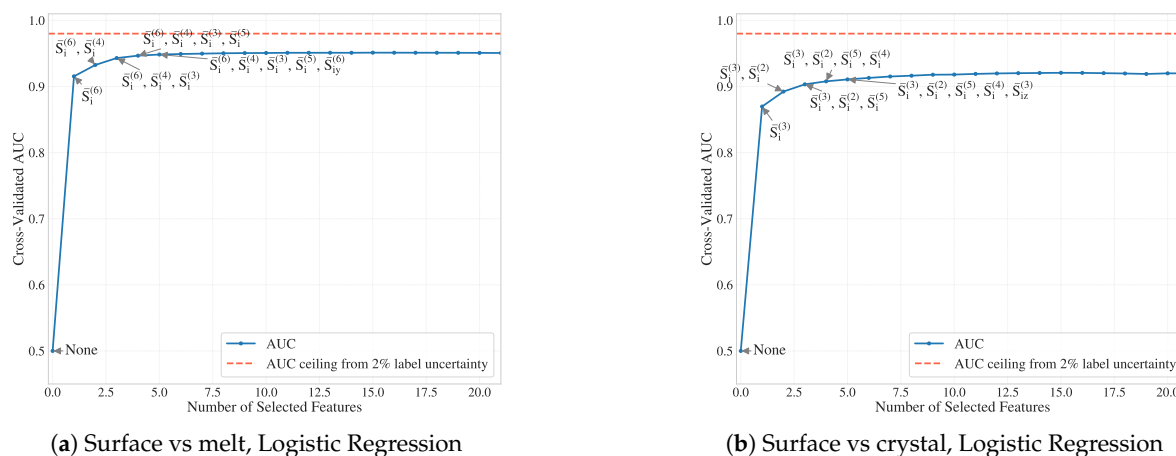 1.0
0.9
0.8
0.7
0.6
0.5
Cross-Validated AUC
S̄ᵢ⁽⁶⁾, S̄ᵢ⁽⁴⁾
S̄ᵢ⁽⁶⁾, S̄ᵢ⁽⁴⁾, S̄ᵢ⁽³⁾, S̄ᵢ⁽⁵⁾
S̄ᵢ⁽⁶⁾, S̄ᵢ⁽⁴⁾, S̄ᵢ⁽³⁾, S̄ᵢ⁽⁵⁾, S̄_{iy}⁽⁶⁾
S̄ᵢ⁽⁶⁾, S̄ᵢ⁽⁴⁾, S̄ᵢ⁽³⁾
S̄ᵢ⁽⁶⁾
None
AUC
AUC ceiling from 2% label uncertainty
0.0 2.5 5.0 7.5 10.0 12.5 15.0 17.5 20.0
Number of Selected Features
(a) Surface vs melt, Logistic Regression
1.0
0.9
0.8
0.7
0.6
0.5
Cross-Validated AUC
S̄ᵢ⁽³⁾, S̄ᵢ⁽²⁾, S̄ᵢ⁽⁵⁾, S̄ᵢ⁽⁴⁾
S̄ᵢ⁽³⁾, S̄ᵢ⁽²⁾
S̄ᵢ⁽³⁾, S̄ᵢ⁽²⁾, S̄ᵢ⁽⁵⁾, S̄ᵢ⁽⁴⁾, S̄_{iz}⁽³⁾
S̄ᵢ⁽³⁾, S̄ᵢ⁽²⁾, S̄ᵢ⁽⁵⁾
S̄ᵢ⁽³⁾
None
AUC
AUC ceiling from 2% label uncertainty
0.0 2.5 5.0 7.5 10.0 12.5 15.0 17.5 20.0
Number of Selected Features
(b) Surface vs crystal, Logistic Regression